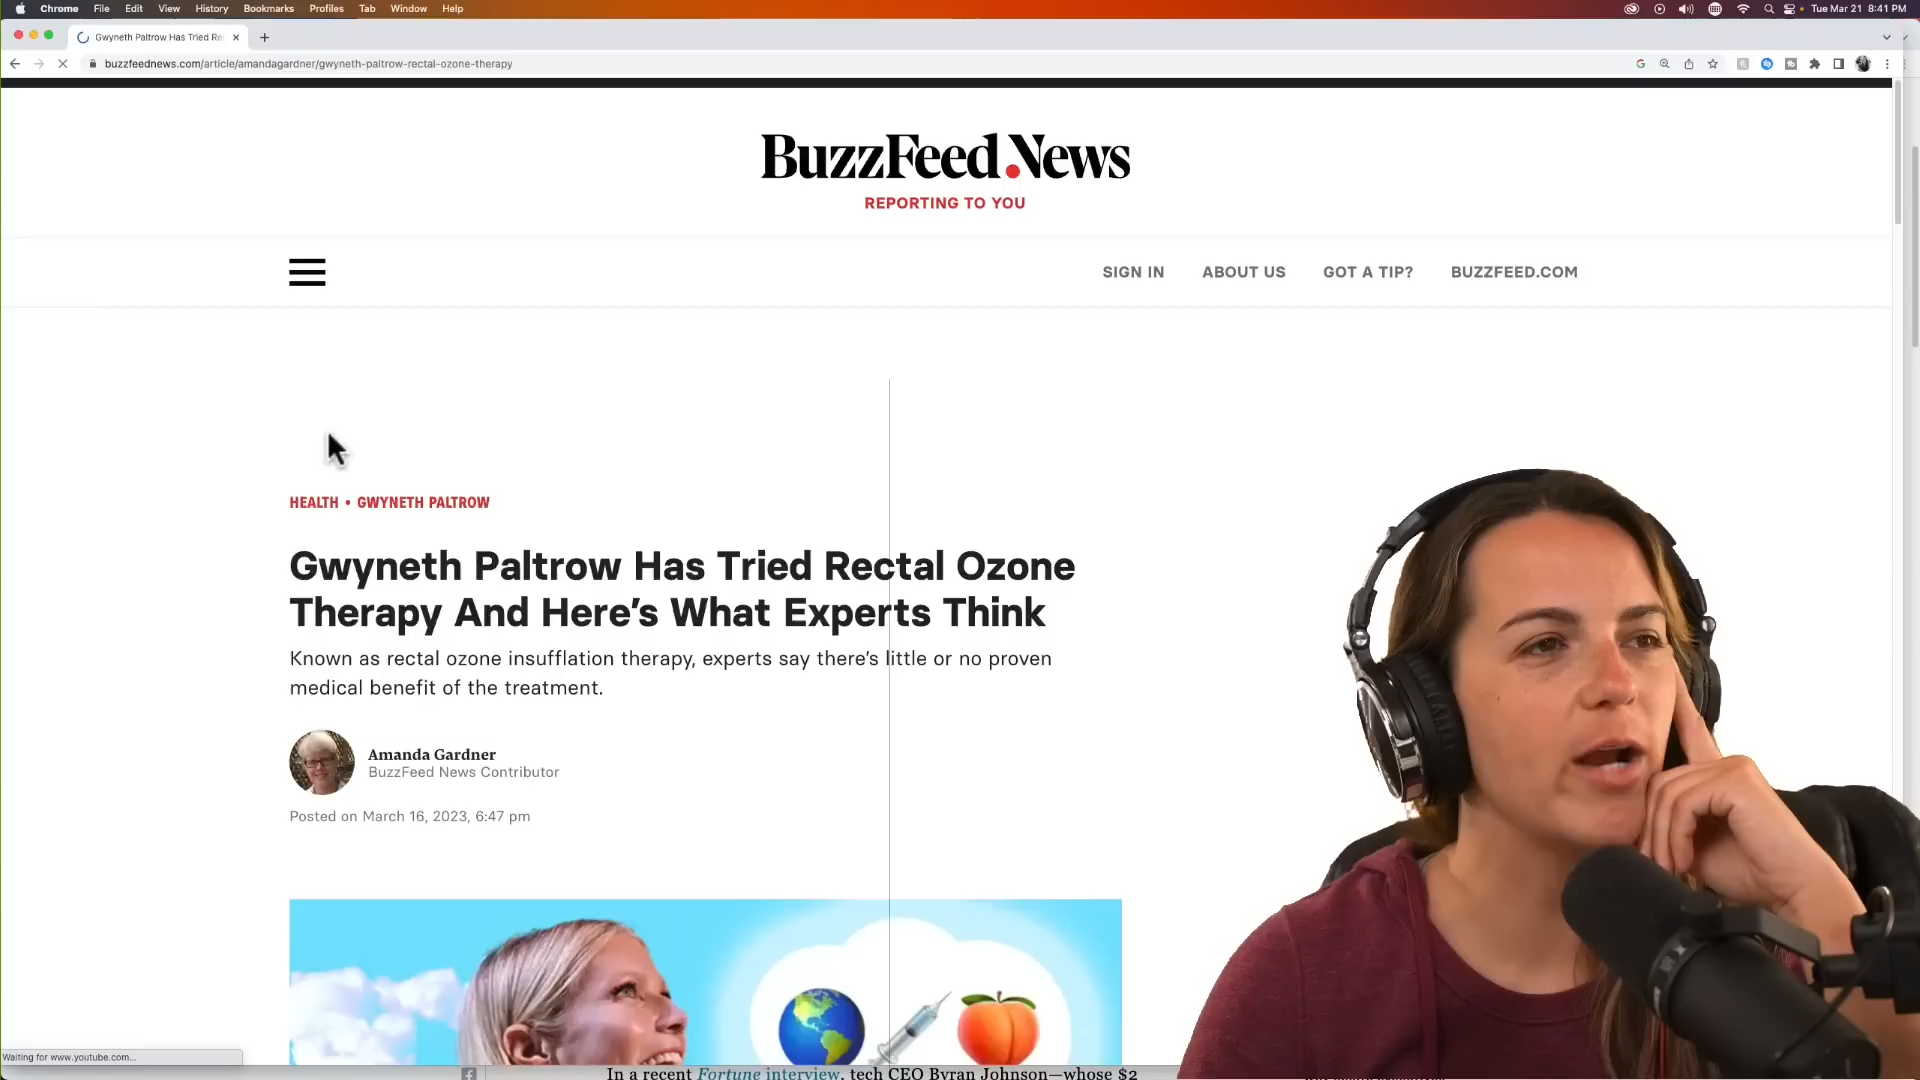 Chrome File Edit View History Bookmarks Profiles Tab Window Help
Tue Mar 21 8:41 PM
Gwyneth Paltrow Has Tried Re
buzzfeednews.com/article/amandagardner/gwyneth-paltrow-rectal-ozone-therapy
BuzzFeed News
REPORTING TO YOU
SIGN IN ABOUT US GOT A TIP? BUZZFEED.COM
HEALTH • GWYNETH PALTROW
Gwyneth Paltrow Has Tried Rectal Ozone
Therapy And Here’s What Experts Think
Known as rectal ozone insufflation therapy, experts say there’s little or no proven
medical benefit of the treatment.
Amanda Gardner
BuzzFeed News Contributor
Posted on March 16, 2023, 6:47 pm
Waiting for www.youtube.com...
In a recent Fortune interview, tech CEO Byran Johnson—whose $2